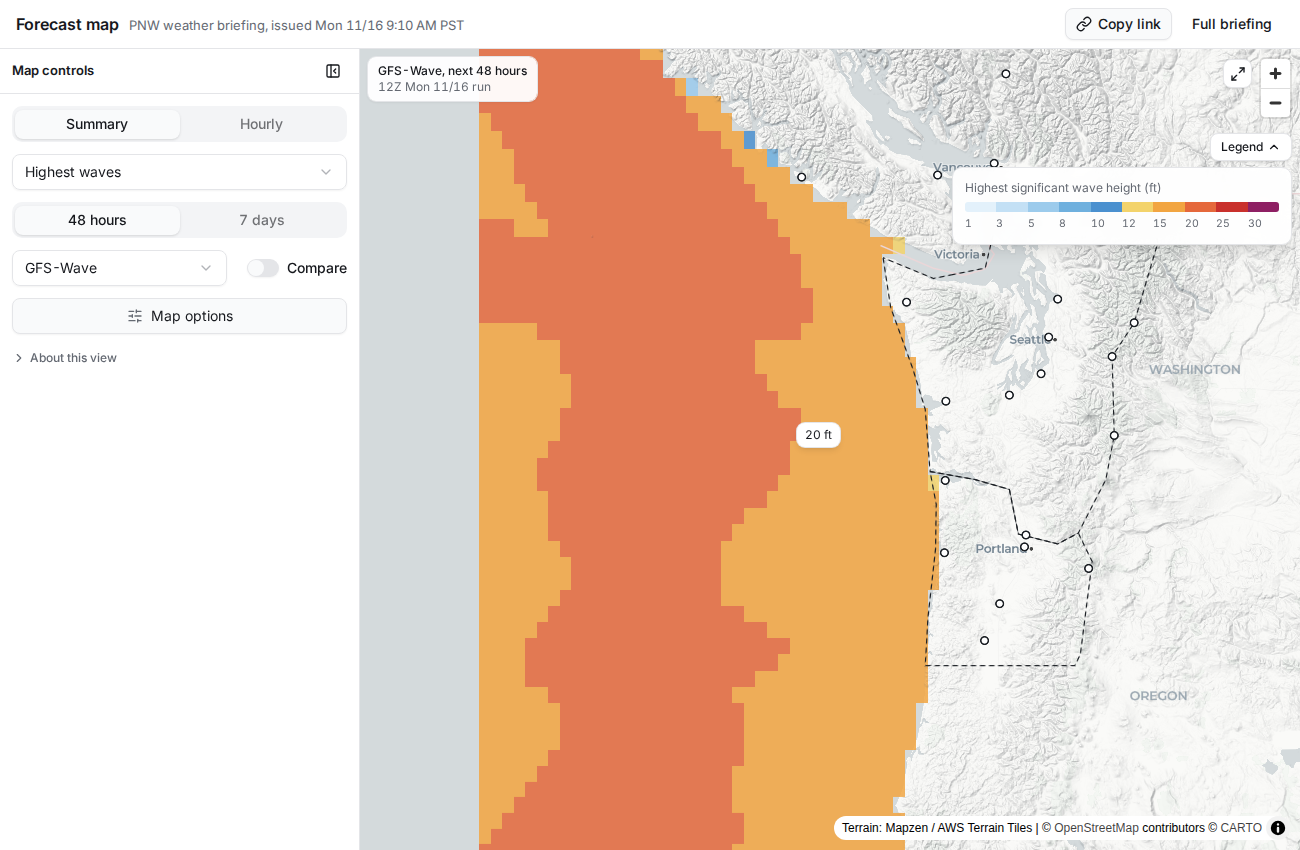 Forecast map PNW weather briefing, issued Mon 11/16 9:10 AM PST
Copy link
Full briefing
Map controls
Summary
Hourly
Highest waves
48 hours
7 days
GFS-Wave
Compare
Map options
About this view
GFS-Wave, next 48 hours
12Z Mon 11/16 run
Legend
Highest significant wave height (ft)
1 3 5 8 10 12 15 20 25 30
Victoria
Seattle
WASHINGTON
20 ft
Portland
OREGON
Terrain: Mapzen / AWS Terrain Tiles | © OpenStreetMap contributors © CARTO